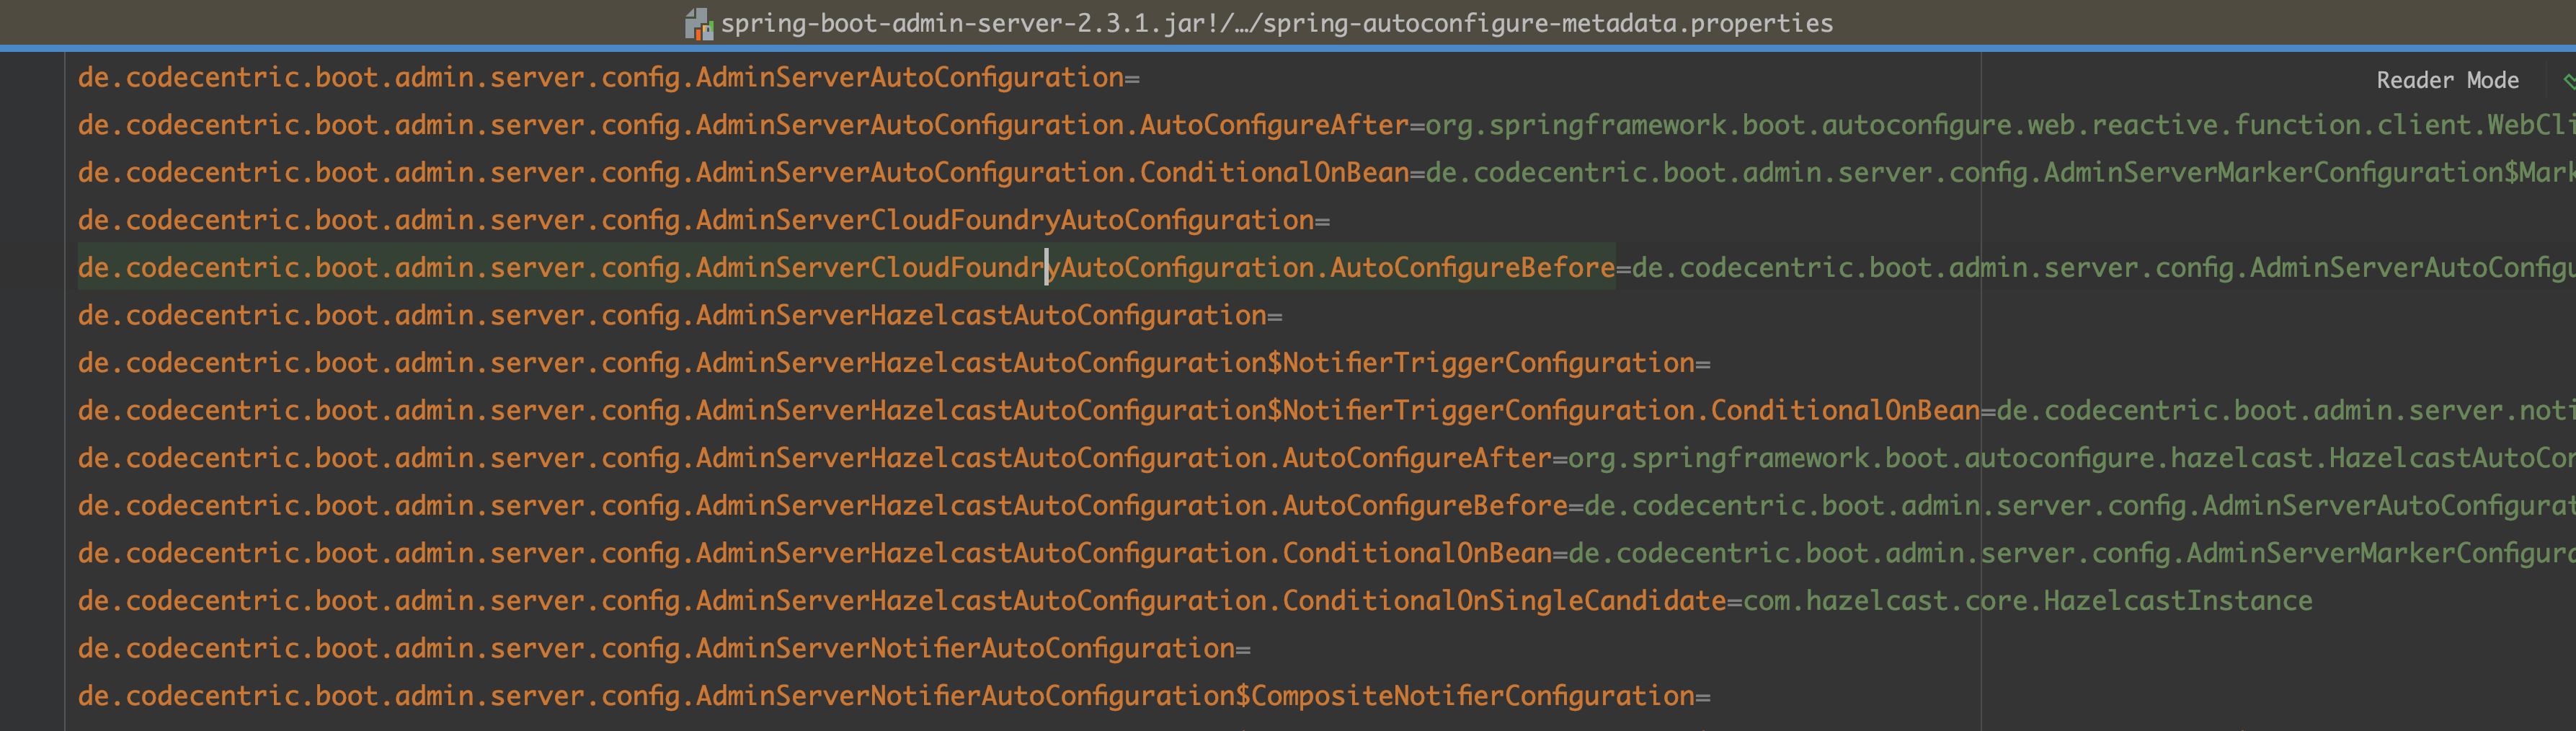 spring-boot-admin-server-2.3.1.jar!/…/spring-autoconfigure-metadata.properties
Reader Mode
de.codecentric.boot.admin.server.config.AdminServerAutoConfiguration=
de.codecentric.boot.admin.server.config.AdminServerAutoConfiguration.AutoConfigureAfter=org.springframework.boot.autoconfigure.web.reactive.function.client.WebCli
de.codecentric.boot.admin.server.config.AdminServerAutoConfiguration.ConditionalOnBean=de.codecentric.boot.admin.server.config.AdminServerMarkerConfiguration$Mark
de.codecentric.boot.admin.server.config.AdminServerCloudFoundryAutoConfiguration=
de.codecentric.boot.admin.server.config.AdminServerCloudFoundryAutoConfiguration.AutoConfigureBefore=de.codecentric.boot.admin.server.config.AdminServerAutoConfigu
de.codecentric.boot.admin.server.config.AdminServerHazelcastAutoConfiguration=
de.codecentric.boot.admin.server.config.AdminServerHazelcastAutoConfiguration$NotifierTriggerConfiguration=
de.codecentric.boot.admin.server.config.AdminServerHazelcastAutoConfiguration$NotifierTriggerConfiguration.ConditionalOnBean=de.codecentric.boot.admin.server.noti
de.codecentric.boot.admin.server.config.AdminServerHazelcastAutoConfiguration.AutoConfigureAfter=org.springframework.boot.autoconfigure.hazelcast.HazelcastAutoCon
de.codecentric.boot.admin.server.config.AdminServerHazelcastAutoConfiguration.AutoConfigureBefore=de.codecentric.boot.admin.server.config.AdminServerAutoConfigurat
de.codecentric.boot.admin.server.config.AdminServerHazelcastAutoConfiguration.ConditionalOnBean=de.codecentric.boot.admin.server.config.AdminServerMarkerConfigura
de.codecentric.boot.admin.server.config.AdminServerHazelcastAutoConfiguration.ConditionalOnSingleCandidate=com.hazelcast.core.HazelcastInstance
de.codecentric.boot.admin.server.config.AdminServerNotifierAutoConfiguration=
de.codecentric.boot.admin.server.config.AdminServerNotifierAutoConfiguration$CompositeNotifierConfiguration=